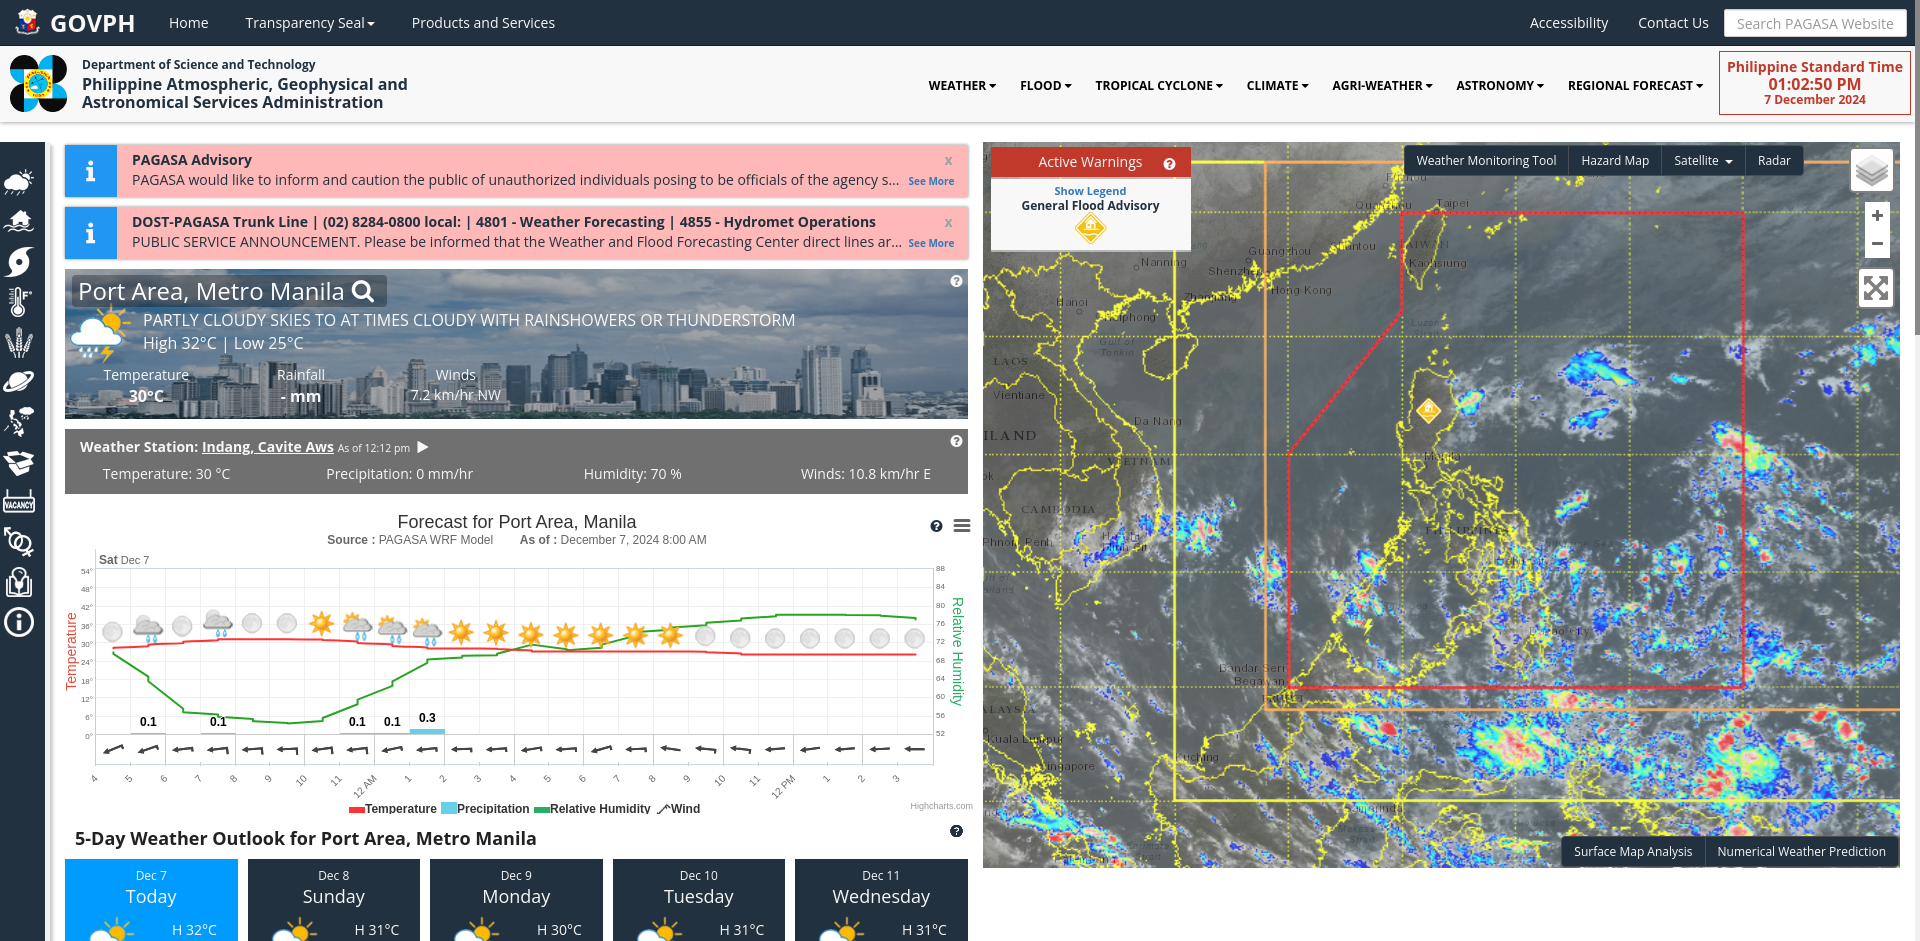 GOVPH
Home
Transparency Seal
Products and Services
Accessibility
Contact Us
Search PAGASA Website
Department of Science and Technology
Philippine Atmospheric, Geophysical and
Astronomical Services Administration
WEATHER
FLOOD
TROPICAL CYCLONE
CLIMATE
AGRI-WEATHER
ASTRONOMY
REGIONAL FORECAST
Philippine Standard Time
01:02:50 PM
7 December 2024
PAGASA Advisory
x
PAGASA would like to inform and caution the public of unauthorized individuals posing to be officials of the agency s... See More
DOST-PAGASA Trunk Line | (02) 8284-0800 local: | 4801 - Weather Forecasting | 4855 - Hydromet Operations
x
PUBLIC SERVICE ANNOUNCEMENT. Please be informed that the Weather and Flood Forecasting Center direct lines ar... See More
Port Area, Metro Manila
PARTLY CLOUDY SKIES TO AT TIMES CLOUDY WITH RAINSHOWERS OR THUNDERSTORM
High 32°C | Low 25°C
Temperature Rainfall Winds
30°C - mm 7.2 km/hr NW
Weather Station: Indang, Cavite Aws As of 12:12 pm
Temperature: 30 °C Precipitation: 0 mm/hr Humidity: 70 % Winds: 10.8 km/hr E
Forecast for Port Area, Manila
Source : PAGASA WRF Model As of : December 7, 2024 8:00 AM
Sat Dec 7
54°
48°
42°
36°
30°
24°
18°
12°
6°
0°
Temperature
88
84
80
76
72
68
64
60
56
52
Relative Humidity
0.1 0.1 0.1 0.1 0.3
4 5 6 7 8 9 10 11 12 AM 1 2 3 4 5 6 7 8 9 10 11 12 PM 1 2 3
Temperature Precipitation Relative Humidity Wind
Highcharts.com
5-Day Weather Outlook for Port Area, Metro Manila
Dec 7
Today
H 32°C
Dec 8
Sunday
H 31°C
Dec 9
Monday
H 30°C
Dec 10
Tuesday
H 31°C
Dec 11
Wednesday
H 31°C
Active Warnings
Show Legend
General Flood Advisory
Weather Monitoring Tool
Hazard Map
Satellite
Radar
+
−
Taipei
Guangzhou
Shantou
Nanning
Shenzhen
Kaohsiung
Hong Kong
Hanoi
Haiphong
Luzon
Gulf of
Tonkin
LAOS
Vientiane
Da Nang
ILAND
VIETNAM
CAMBODIA
Phnom Penh
Bandar Seri
Begawan
ALAYSIA
Kuala Lumpur
Singapore
Kuching
Samarinda
VACANCY
Surface Map Analysis
Numerical Weather Prediction